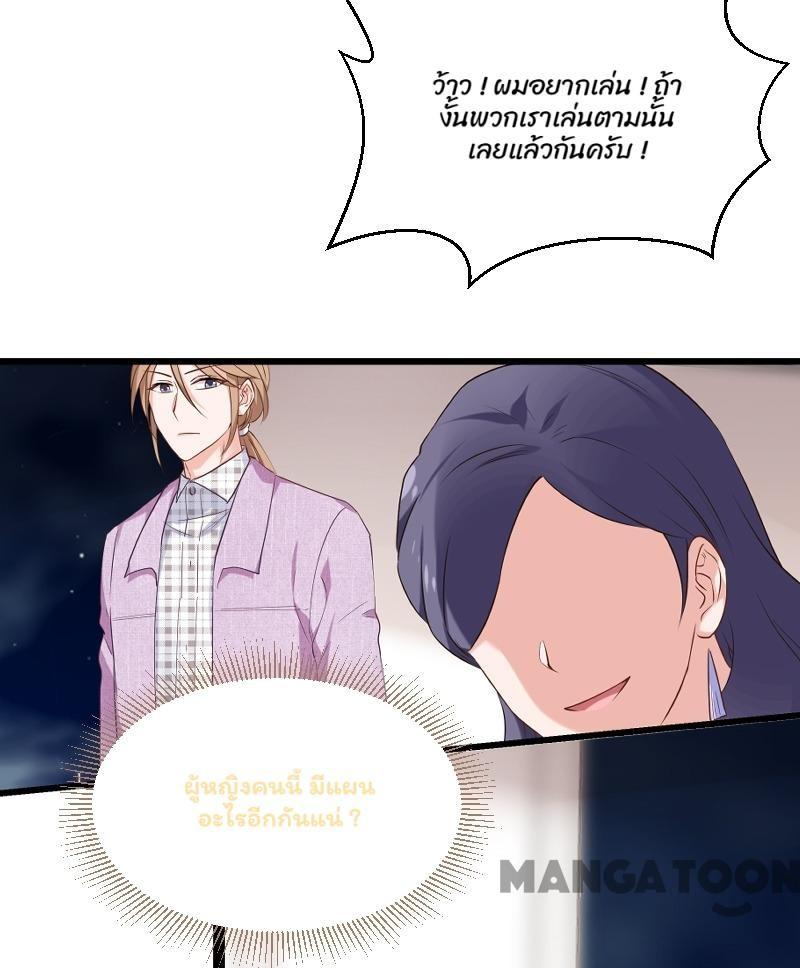 ว้าว ! ผมอยากเล่น ! ถ้า
งั้นพวกเราเล่นตามนั้น
เลยแล้วกันครับ !
ผู้หญิงคนนี้ มีแผน
อะไรอีกกันแน่ ?
MANGATOON